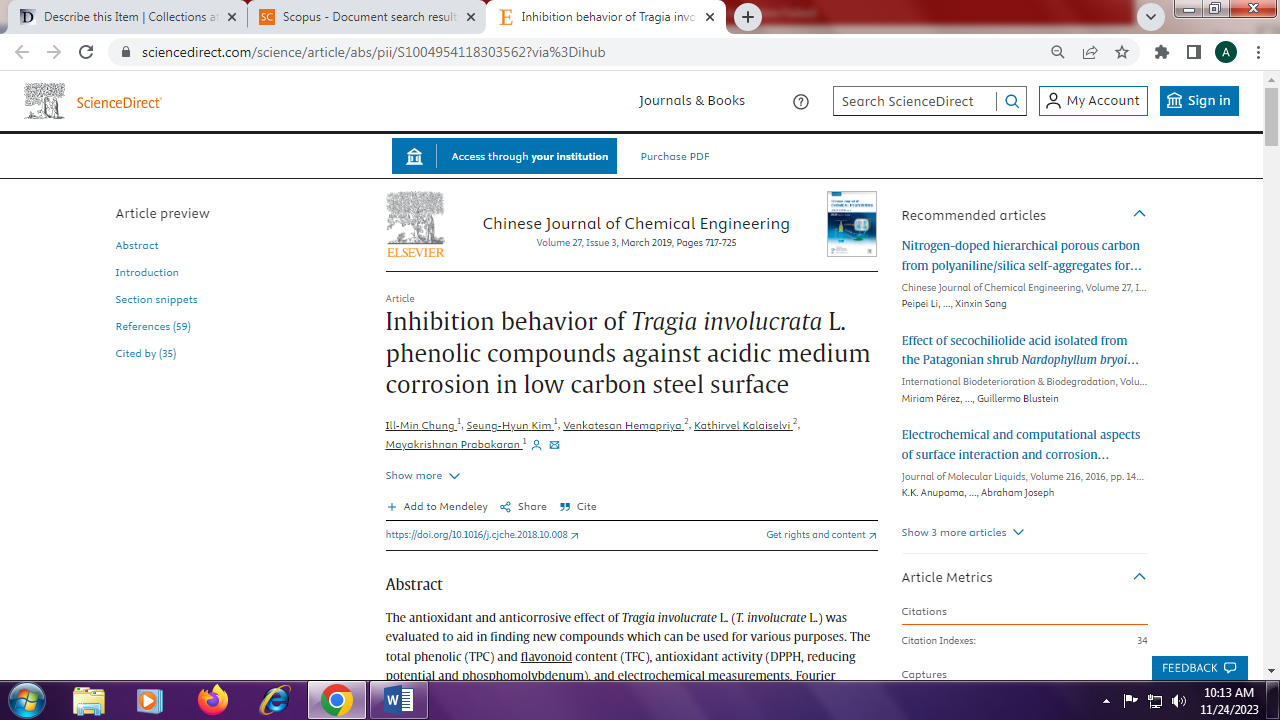 Describe this Item | Collections at
Scopus - Document search result
Inhibition behavior of Tragia invo
sciencedirect.com/science/article/abs/pii/S1004954118303562?via%3Dihub
A
ScienceDirect
Journals & Books
Search ScienceDirect
My Account
Sign in
Access through your institution
Purchase PDF
Article preview
Abstract
Introduction
Section snippets
References (59)
Cited by (35)
ELSEVIER
Chinese Journal of Chemical Engineering
Volume 27, Issue 3, March 2019, Pages 717-725
Article
Inhibition behavior of Tragia involucrata L.
phenolic compounds against acidic medium
corrosion in low carbon steel surface
Ill-Min Chung 1, Seung-Hyun Kim 1, Venkatesan Hemapriya 2, Kathirvel Kalaiselvi 2,
Mayakrishnan Prabakaran 1
Show more
Add to Mendeley Share Cite
https://doi.org/10.1016/j.cjche.2018.10.008
Get rights and content
Abstract
The antioxidant and anticorrosive effect of Tragia involucrate L. (T. involucrate L.) was
evaluated to aid in finding new compounds which can be used for various purposes. The
total phenolic (TPC) and flavonoid content (TFC), antioxidant activity (DPPH, reducing
potential and phosphomolybdenum), and electrochemical measurements. Fourier
Recommended articles
Nitrogen-doped hierarchical porous carbon
from polyaniline/silica self-aggregates for…
Chinese Journal of Chemical Engineering, Volume 27, I…
Peipei Li, …, Xinxin Sang
Effect of secochiliolide acid isolated from
the Patagonian shrub Nardophyllum bryoi…
International Biodeterioration & Biodegradation, Volu…
Miriam Pérez, …, Guillermo Blustein
Electrochemical and computational aspects
of surface interaction and corrosion…
Journal of Molecular Liquids, Volume 216, 2016, pp. 14…
K.K. Anupama, …, Abraham Joseph
Show 3 more articles
Article Metrics
Citations
Citation Indexes: 34
Captures
FEEDBACK
10:13 AM
11/24/2023